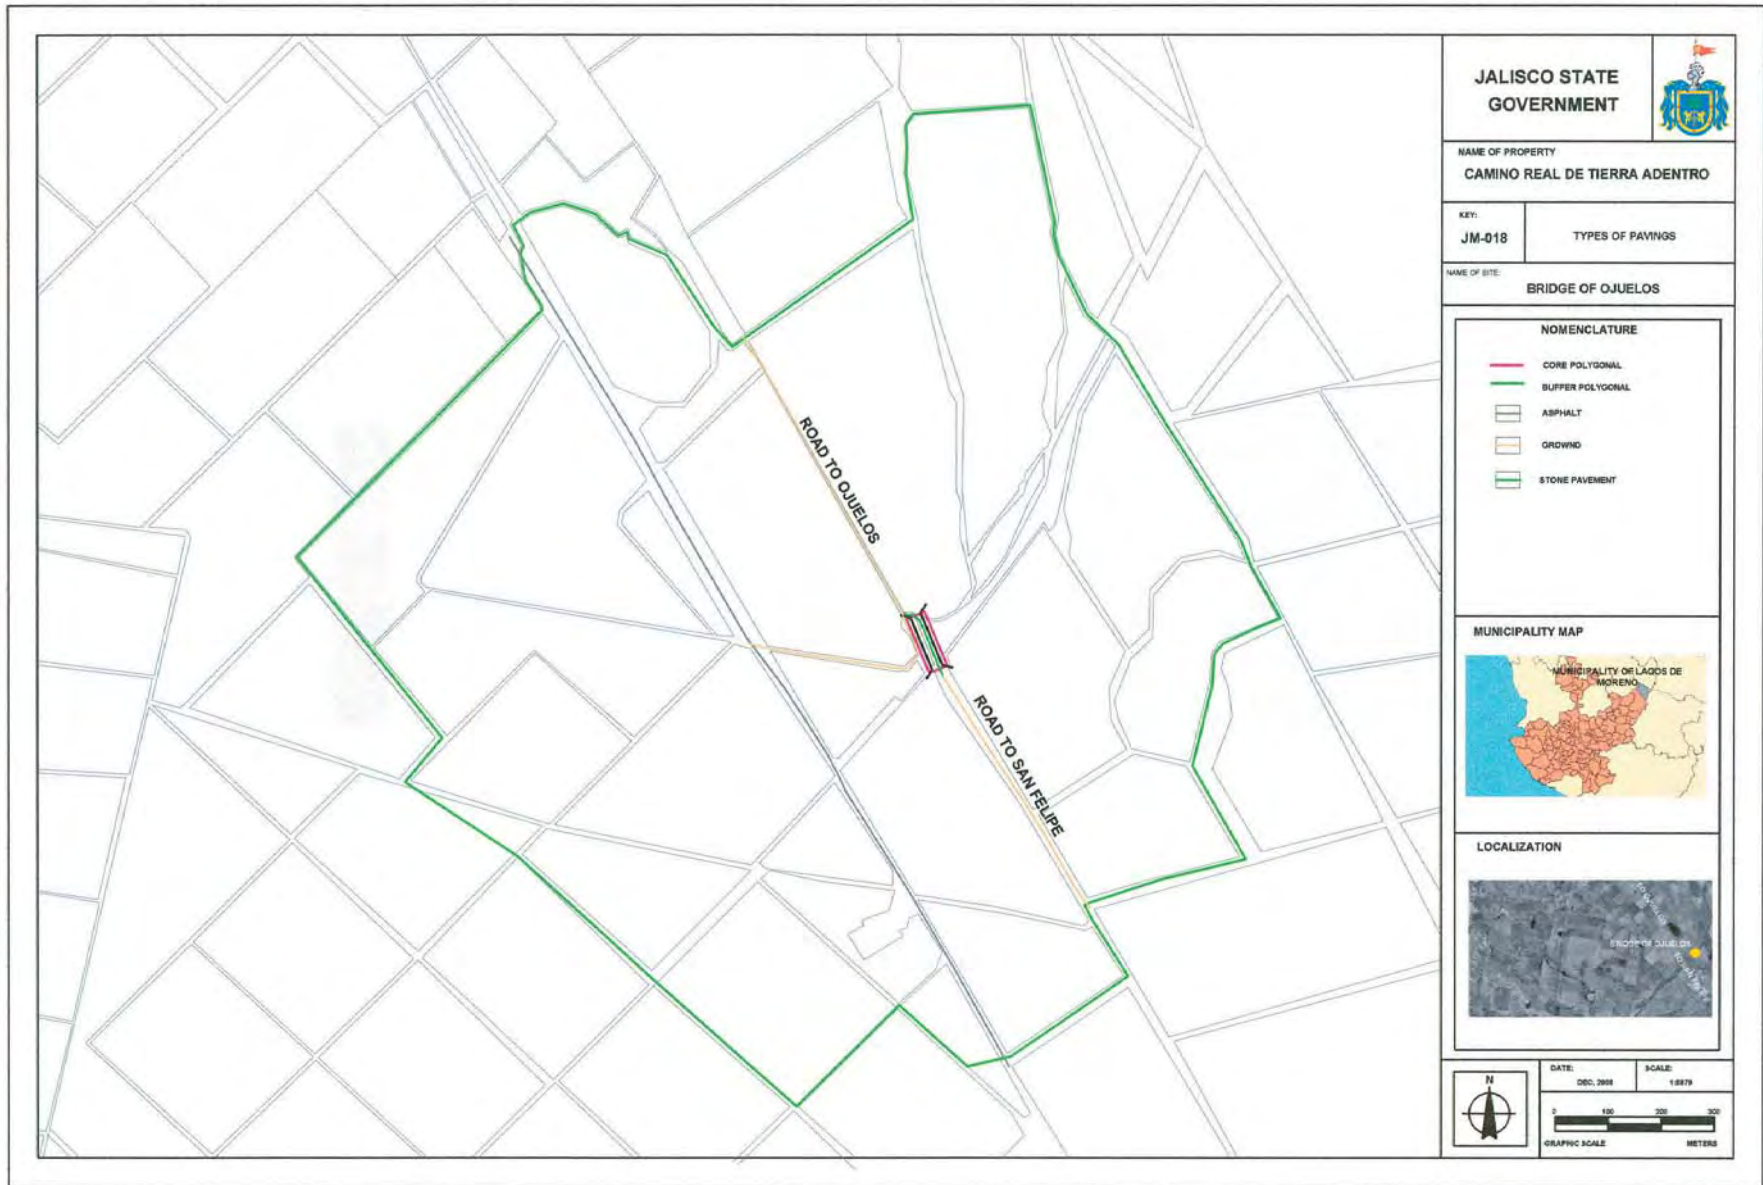 JALISCO STATE
GOVERNMENT
NAME OF PROPERTY
CAMINO REAL DE TIERRA ADENTRO
KEY:
JM-018
TYPES OF PAVINGS
NAME OF SITE:
BRIDGE OF OJUELOS
NOMENCLATURE
CORE POLYGONAL
BUFFER POLYGONAL
ASPHALT
GROWND
STONE PAVEMENT
ROAD TO OJUELOS
ROAD TO SAN FELIPE
MUNICIPALITY MAP
MUNICIPALITY OF LAGOS DE
MORENO
LOCALIZATION
BRIDGE OF OJUELOS
N
DATE:
DEC, 2008
SCALE:
0 100 200 300
GRAPHIC SCALE
METERS